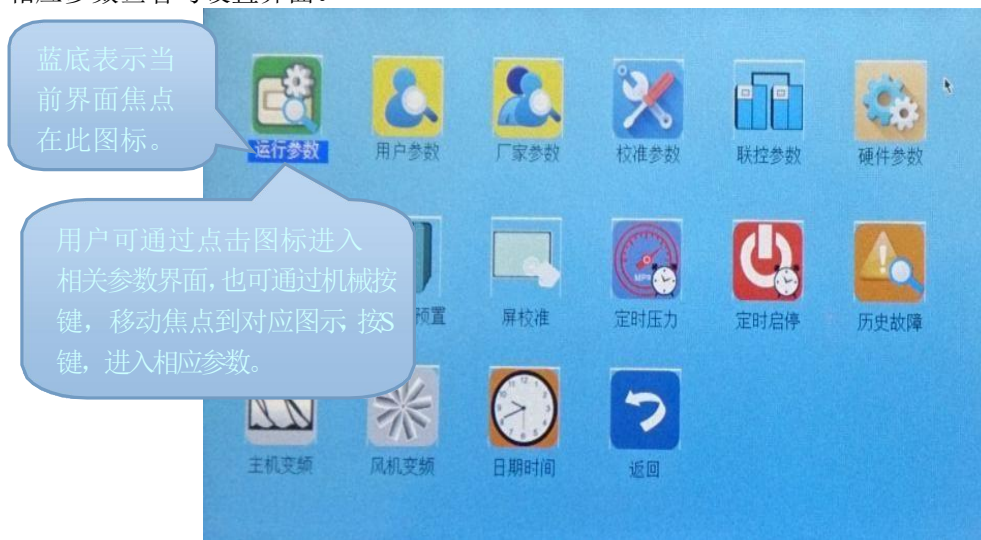 蓝底表示当
前界面焦点
在此图标。
运行参数 用户参数 厂家参数 校准参数 联控参数 硬件参数
用户可通过点击图标进入
相关参数界面,也可通过机械按
键，移动焦点到对应图示,按S
键，进入相应参数。
预置 屏校准 定时压力 定时启停 历史故障
主机变频 风机变频 日期时间 返回